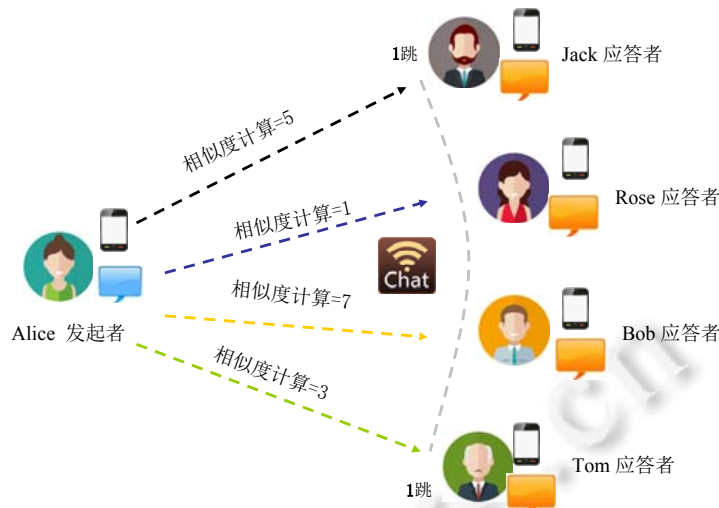 1跳
Jack 应答者
相似度计算=5
Rose 应答者
相似度计算=1
Chat
相似度计算=7
Alice 发起者
Bob 应答者
相似度计算=3
Tom 应答者
1跳
.cn